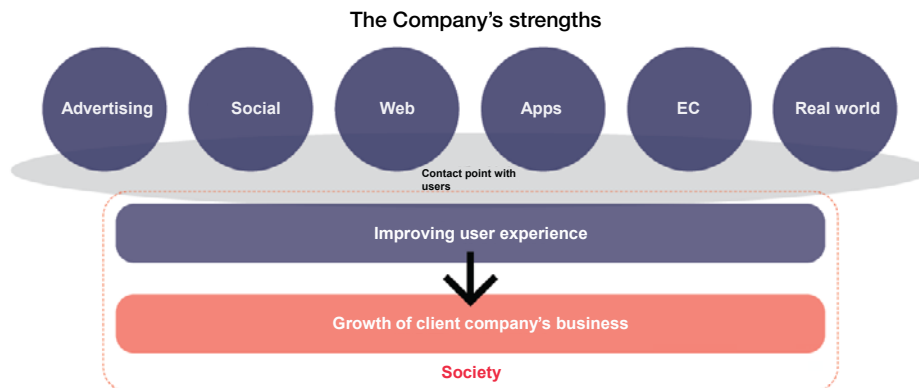 The Company's strengths
Advertising
Social
Web
Apps
EC
Real world
Contact point with
users
Improving user experience
Growth of client company's business
Society